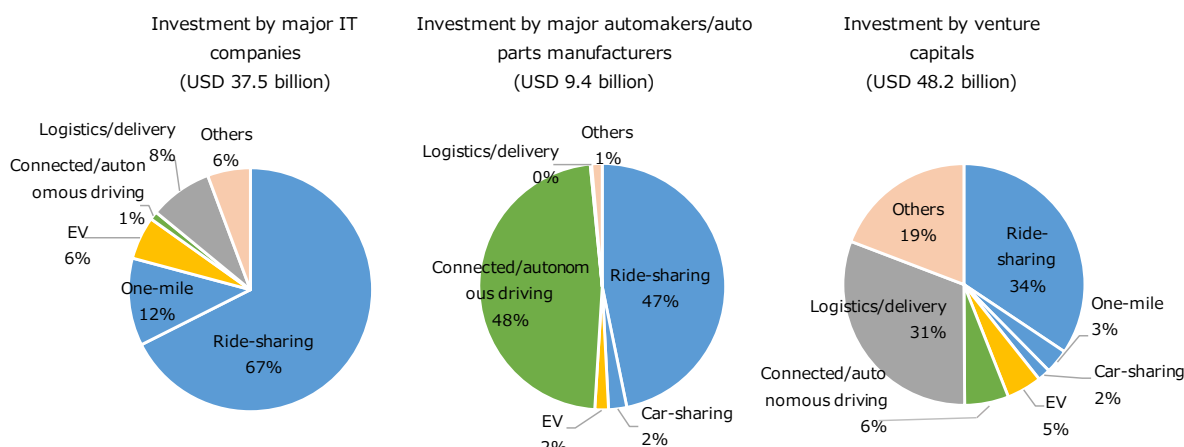 Investment by major IT
companies
(USD 37.5 billion)
Logistics/delivery
8%
Others
6%
Connected/auton
omous driving
1%
EV
6%
One-mile
12%
Ride-sharing
67%
Investment by major automakers/auto
parts manufacturers
(USD 9.4 billion)
Others
1%
Logistics/delivery
0%
Connected/autonom
ous driving
48%
Ride-sharing
47%
EV
Car-sharing
2%
Investment by venture
capitals
(USD 48.2 billion)
Others
19%
Ride-
sharing
34%
Logistics/delivery
31%
One-mile
3%
Car-sharing
2%
Connected/auto
nomous driving
6%
EV
5%